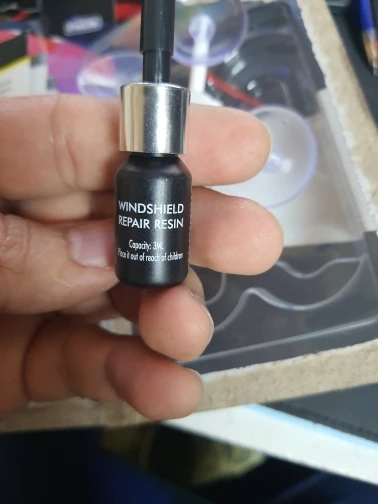 WINDSHIELD
REPAIR RESIN
Capacity: 3ML
Place it out of reach of children